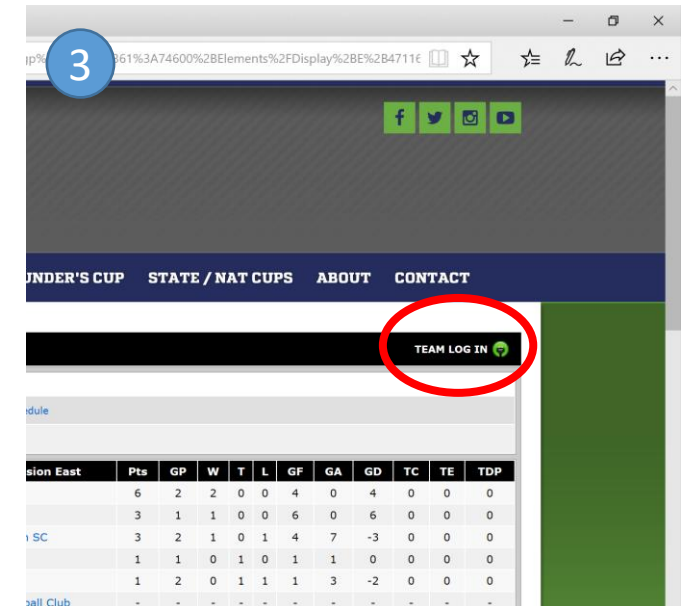 3
361%3A74600%2BElements%2FDisplay%2BE%2B47116
f
UNDER'S CUP STATE / NAT CUPS ABOUT CONTACT
TEAM LOG IN
edule
sion East Pts GP W T L GF GA GD TC TE TDP
6 2 2 0 0 4 0 4 0 0 0
3 1 1 0 0 6 0 6 0 0 0
SC 3 2 1 0 1 4 7 -3 0 0 0
1 1 0 1 0 1 1 0 0 0 0
1 2 0 1 1 1 3 -2 0 0 0
ball Club - - - - - - - - - - -